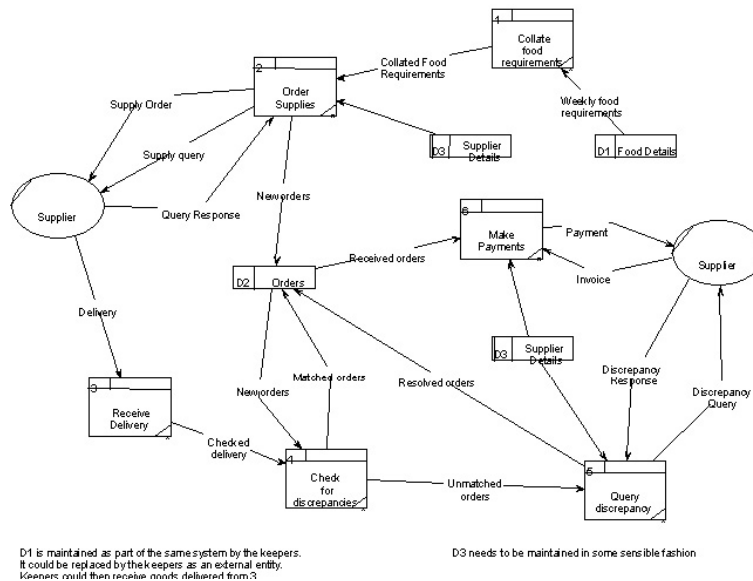 1
Collate
food
requirements
Collated Food
Requirements
2
Order
Supplies
Supply Order
Weekly food
requirements
Supply query
D3 Supplier
Details
D1 Food Details
Supplier
Query Response
New orders
6
Make
Payments
Payment
Received orders
Supplier
Invoice
D2 Orders
Delivery
D3 Supplier
Details
Discrepancy
Response
Discrepancy
Query
3
Receive
Delivery
New orders
Matched orders
Resolved orders
Checked
delivery
4
Check
for
discrepancies
Unmatched
orders
5
Query
discrepancy
D1 is maintained as part of the same system by the keepers.
It could be replaced by the keepers as an external entity.
Keepers could then receive goods delivered from 3
D3 needs to be maintained in some sensible fashion